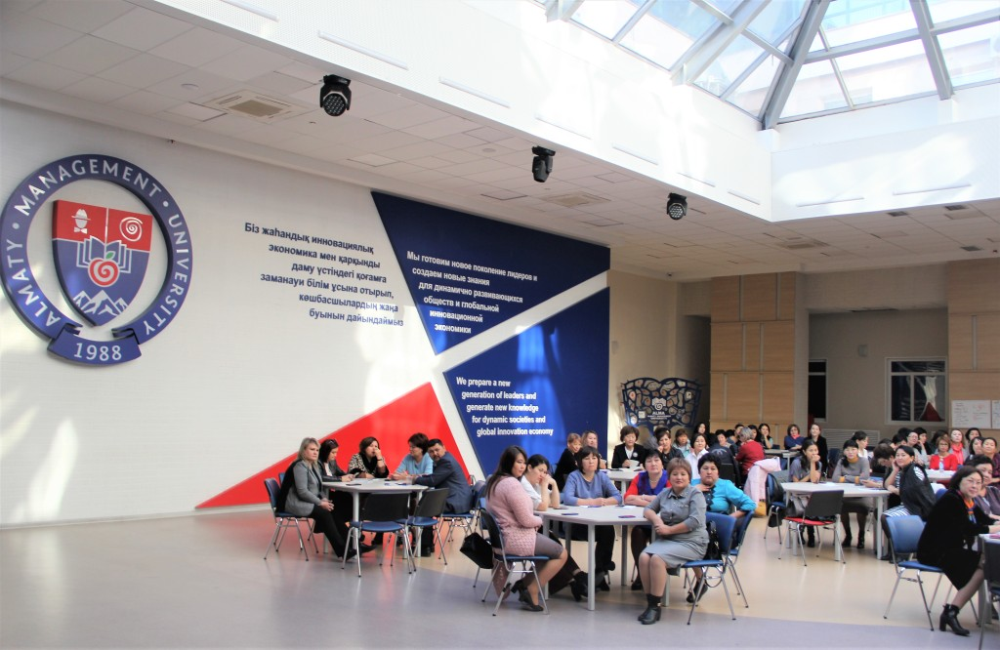 ALMATY · MANAGEMENT · UNIVERSITY
1988
Біз жаһандық инновациялық
экономика мен қарқынды
даму үстіндегі қоғамға
заманауи білім ұсына отырып,
көшбасшылардың жаңа
буынын дайындаймыз
Мы готовим новое поколение лидеров и
создаем новые знания
для динамично развивающихся
обществ и глобальной
инновационной
экономики
We prepare a new
generation of leaders and
generate new knowledge
for dynamic societies and
global innovation economy
ALMA